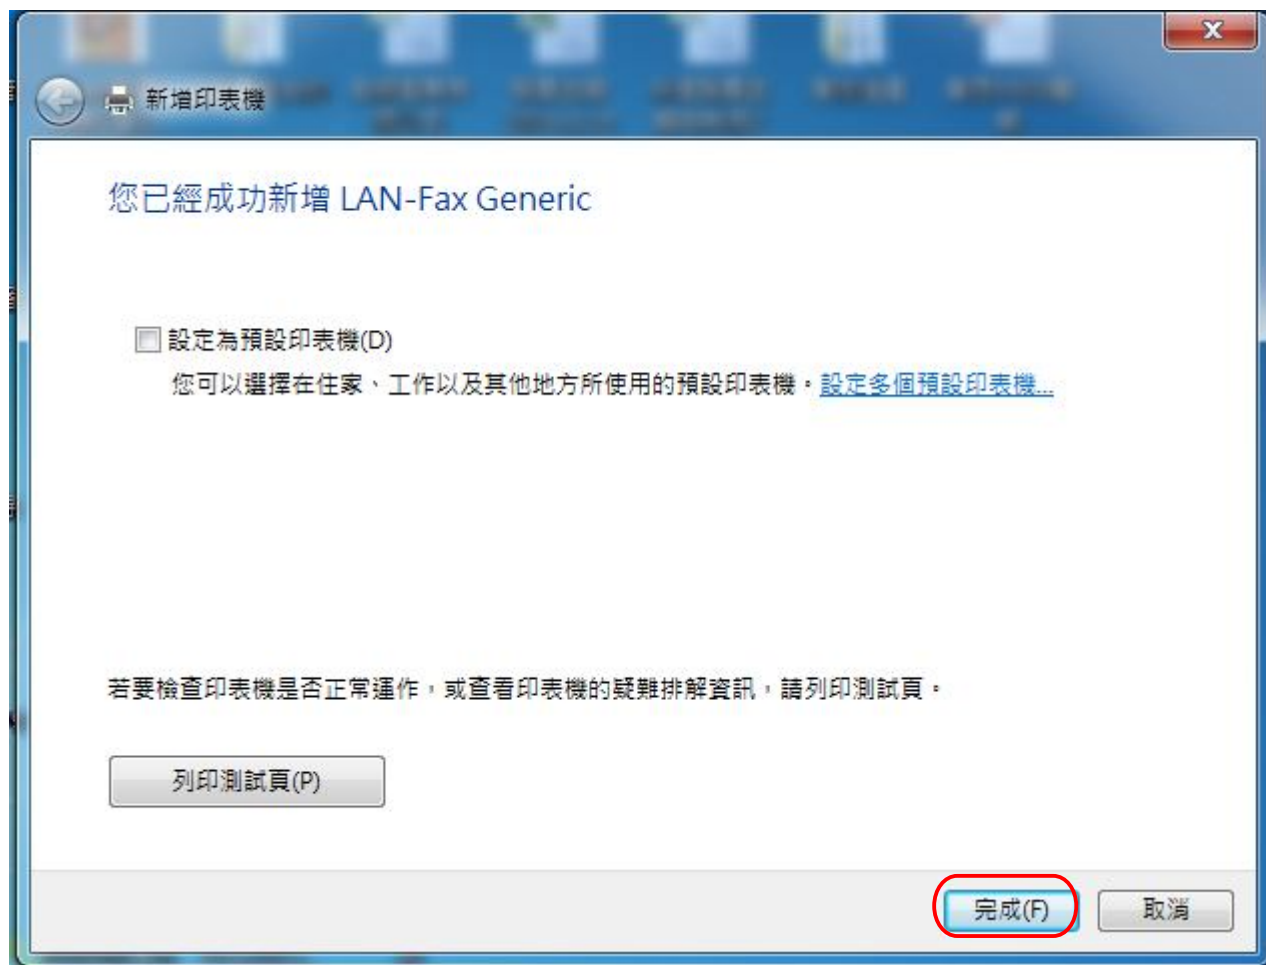 新增印表機
您已經成功新增 LAN-Fax Generic
設定為預設印表機(D)
您可以選擇在住家、工作以及其他地方所使用的預設印表機。設定多個預設印表機...
若要檢查印表機是否正常運作，或查看印表機的疑難排解資訊，請列印測試頁。
列印測試頁(P)
完成(F)
取消